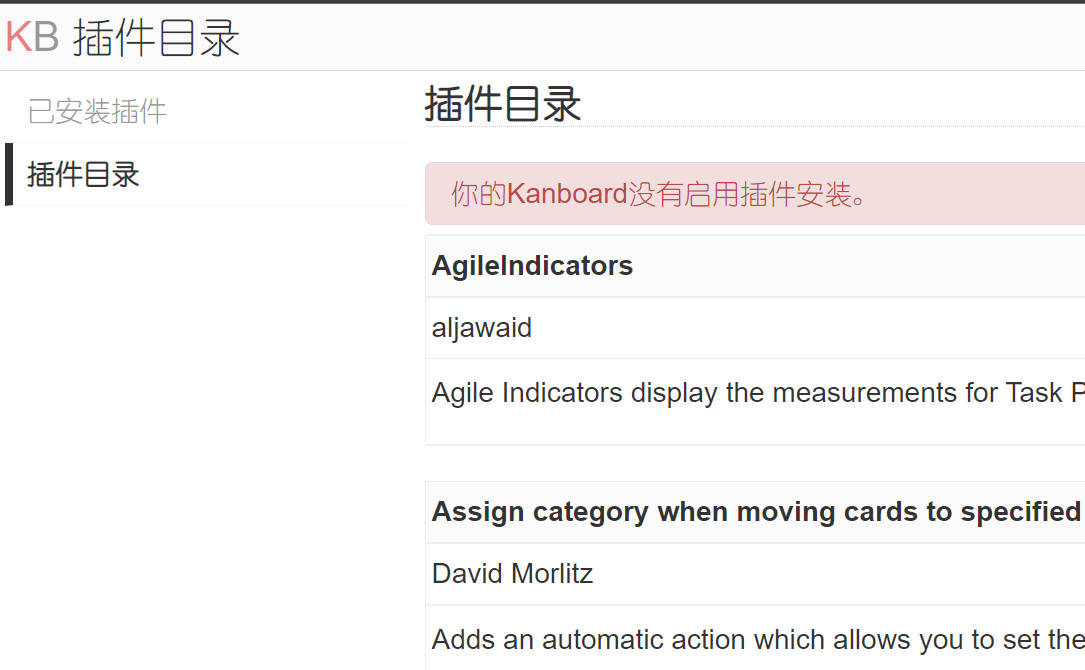 KB 插件目录
已安装插件
插件目录
插件目录
你的Kanboard没有启用插件安装。
AgileIndicators
aljawaid
Agile Indicators display the measurements for Task P
Assign category when moving cards to specified
David Morlitz
Adds an automatic action which allows you to set the